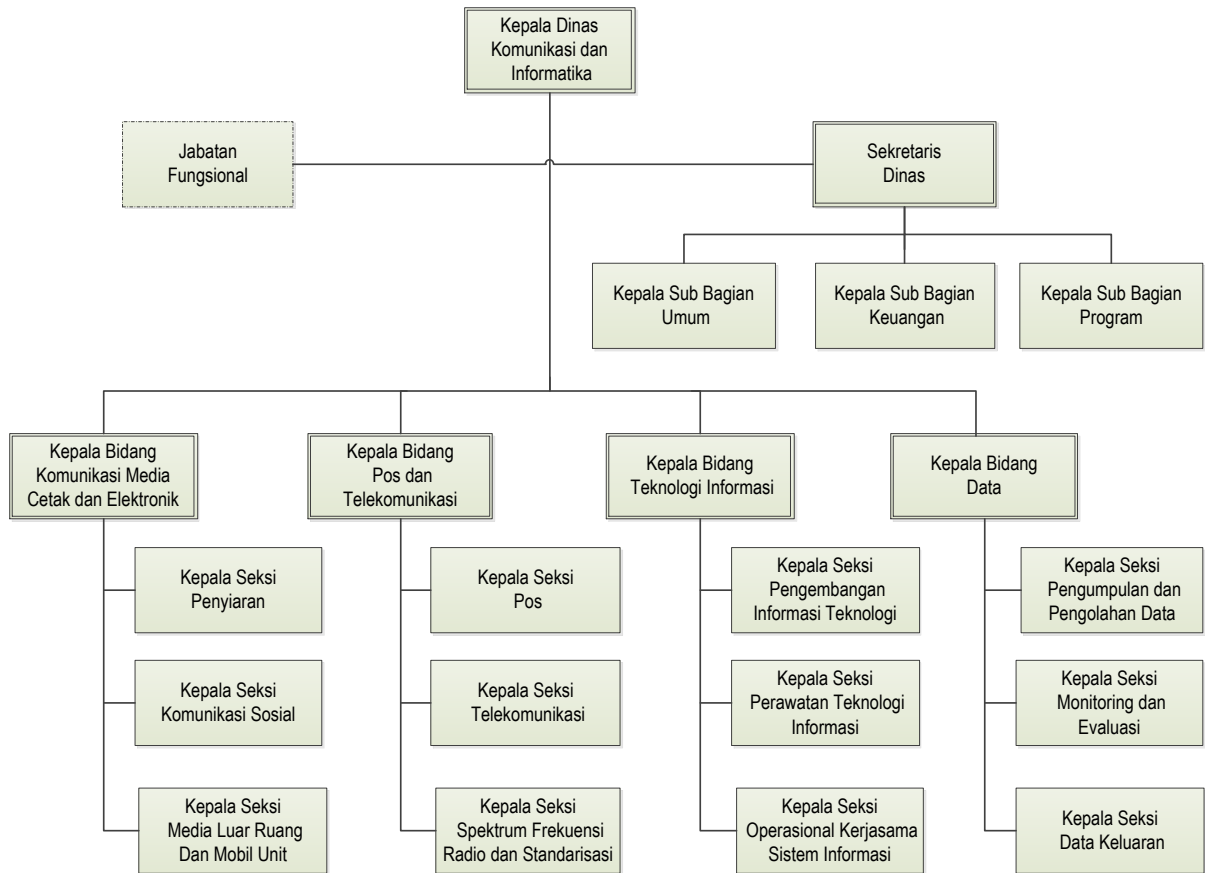 Kepala Dinas
Komunikasi dan
Informatika
Jabatan
Fungsional
Sekretaris
Dinas
Kepala Sub Bagian
Umum
Kepala Sub Bagian
Keuangan
Kepala Sub Bagian
Program
Kepala Bidang
Komunikasi Media
Cetak dan Elektronik
Kepala Bidang
Pos dan
Telekomunikasi
Kepala Bidang
Teknologi Informasi
Kepala Bidang
Data
Kepala Seksi
Penyiaran
Kepala Seksi
Pos
Kepala Seksi
Pengembangan
Informasi Teknologi
Kepala Seksi
Pengumpulan dan
Pengolahan Data
Kepala Seksi
Komunikasi Sosial
Kepala Seksi
Telekomunikasi
Kepala Seksi
Perawatan Teknologi
Informasi
Kepala Seksi
Monitoring dan
Evaluasi
Kepala Seksi
Media Luar Ruang
Dan Mobil Unit
Kepala Seksi
Spektrum Frekuensi
Radio dan Standarisasi
Kepala Seksi
Operasional Kerjasama
Sistem Informasi
Kepala Seksi
Data Keluaran